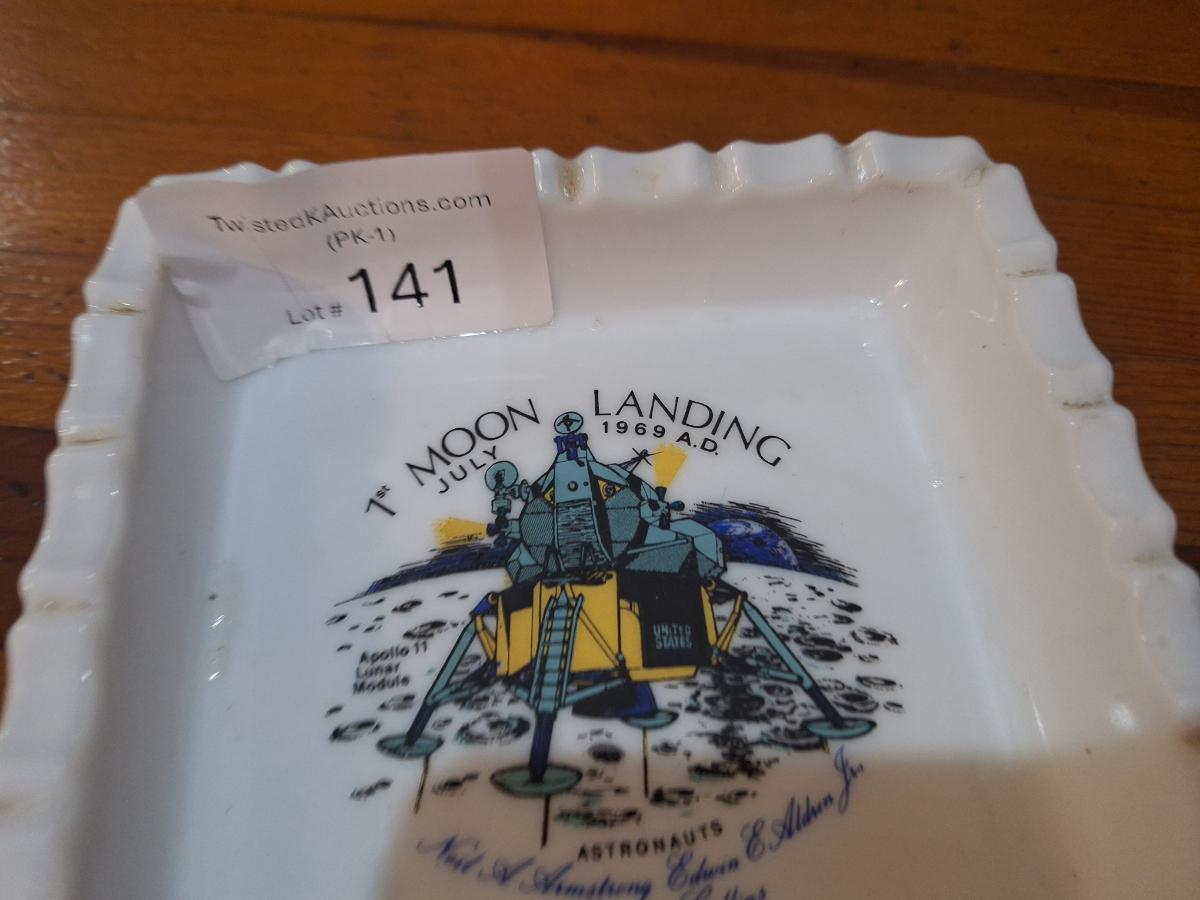 TwistedKAuctions.com
(PK-1)
Lot # 141
1st MOON LANDING
JULY 1969 A.D.
UNITED
STATES
Apollo 11
Lunar
Module
ASTRONAUTS
Neil A Armstrong Edwin E. Aldrin Jr.